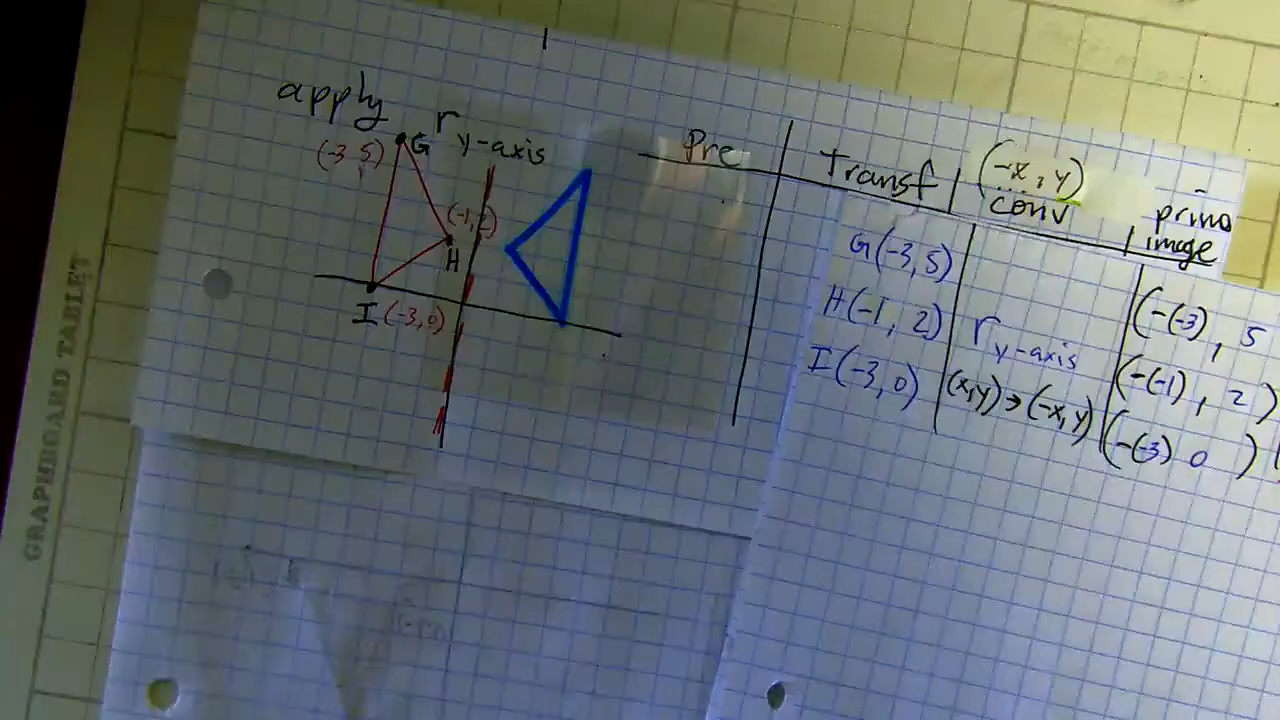 apply r y-axis
(-3, 5) G
(-1, 2)
H
I (-3, 0)
Pre
Transf
(-x, y)
conv
prime
image
G(-3, 5)
H(-1, 2)
I(-3, 0)
r y-axis
(x,y)→(-x, y)
(-(-3), 5
(-(-1), 2)
(-(-3) 0 )
GRAPHBOARD TABLET